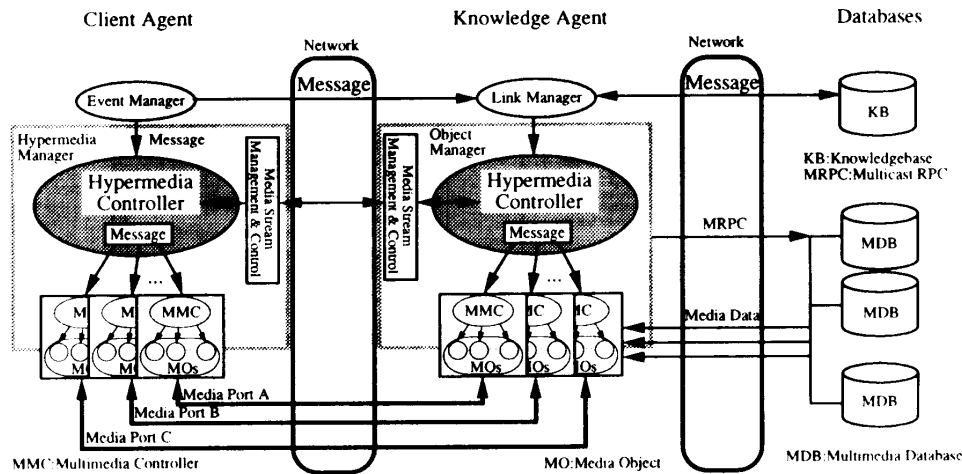 Client Agent
Knowledge Agent
Databases
Network
Network
Message
Message
Event Manager
Link Manager
KB
Hypermedia
Manager
Message
Object
Manager
KB:Knowledgebase
MRPC:Multicast RPC
Hypermedia
Controller
Media Stream
Management & Control
Media Stream
Management & Control
Hypermedia
Controller
Message
Message
MRPC
MDB
...
...
MMC
MMC
MDB
Media Data
MOs
MOs
Media Port A
Media Port B
Media Port C
MDB
MMC:Multimedia Controller
MO:Media Object
MDB:Multimedia Database